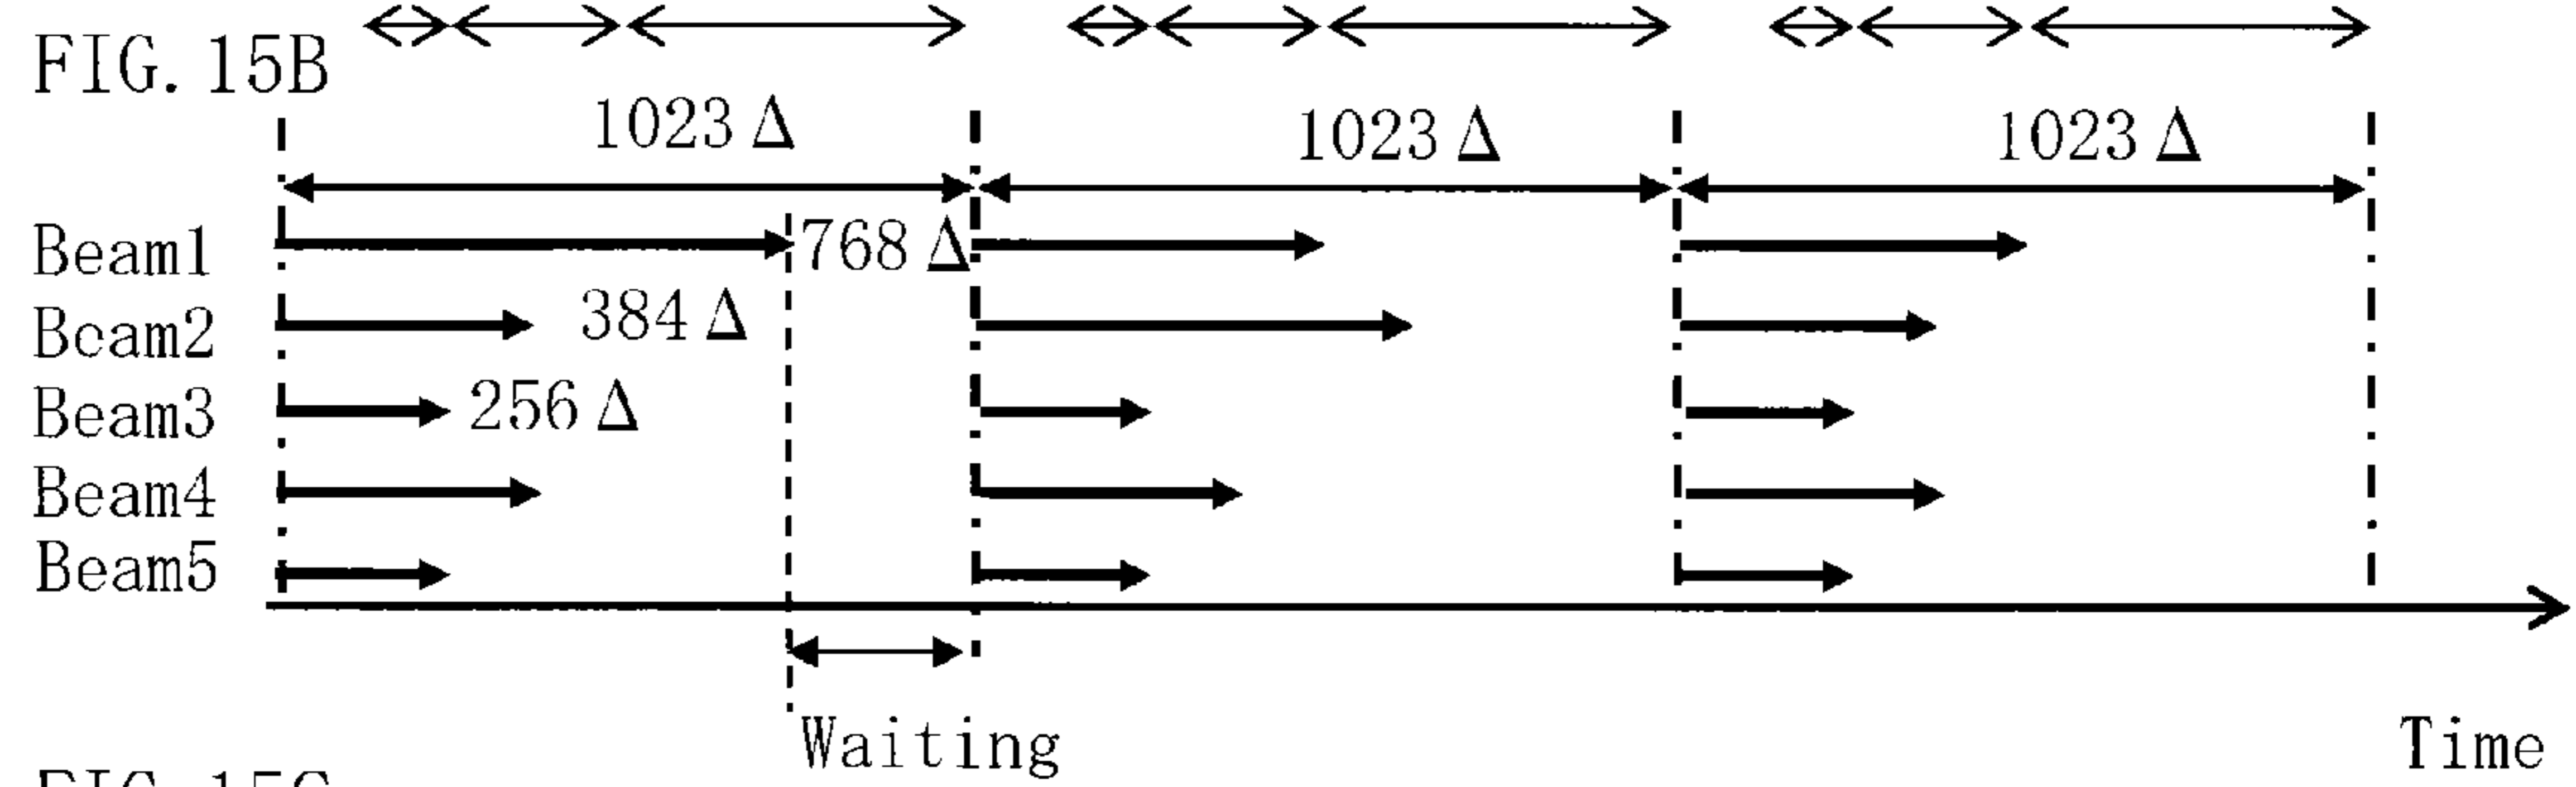 FIG. 15B
1023 Δ 1023 Δ 1023 Δ
Beam1 768 Δ
Beam2 384 Δ
Beam3 256 Δ
Beam4
Beam5
Waiting Time